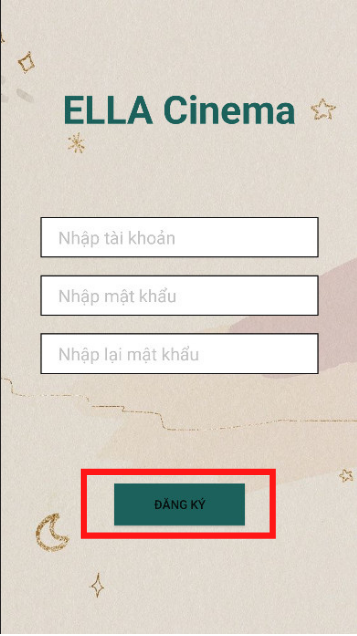 ELLA Cinema
Nhập tài khoản
Nhập mật khẩu
Nhập lại mật khẩu
ĐĂNG KÝ